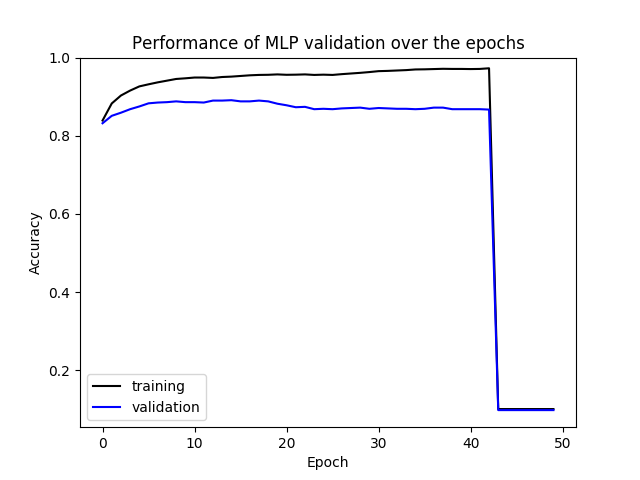 Performance of MLP validation over the epochs
1.0
0.8
0.6
0.4
0.2
Accuracy
training
validation
0 10 20 30 40 50
Epoch